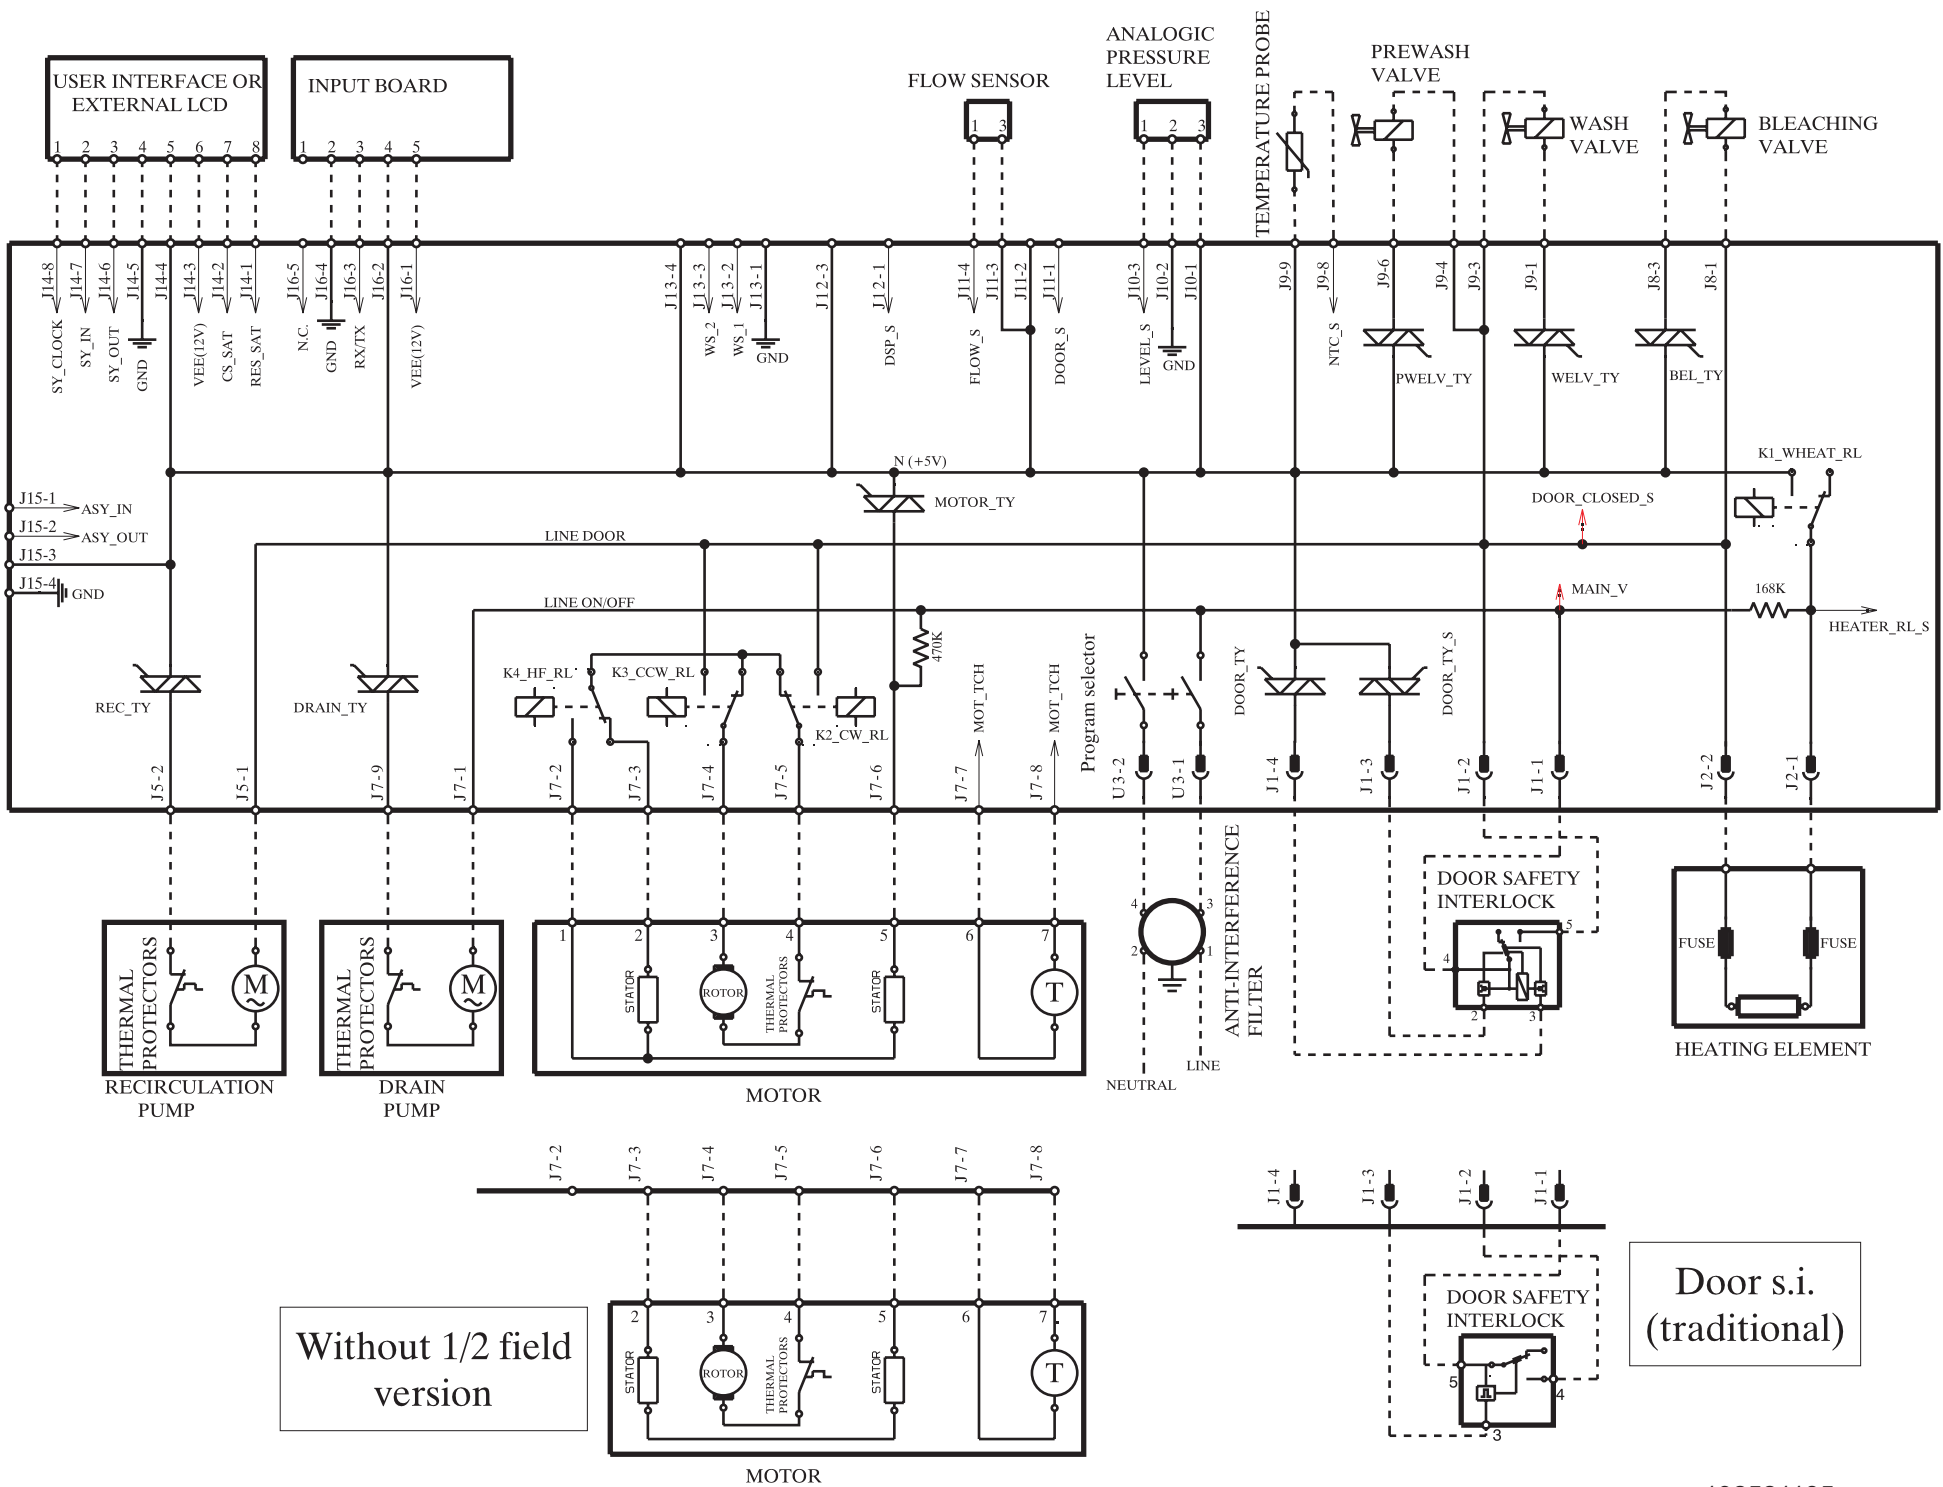 USER INTERFACE OR
EXTERNAL LCD
1 2 3 4 5 6 7 8
INPUT BOARD
1 2 3 4 5
FLOW SENSOR
1 3
ANALOGIC
PRESSURE
LEVEL
1 2 3
TEMPERATURE PROBE
PREWASH
VALVE
WASH
VALVE
BLEACHING
VALVE
J14-8
J14-7
J14-6
J14-5
J14-4
J14-3
J14-2
J14-1
J16-5
J16-4
J16-3
J16-2
J16-1
J13-4
J13-3
J13-2
J13-1
J12-3
J12-1
J11-4
J11-3
J11-2
J11-1
J10-3
J10-2
J10-1
J9-9
J9-8
J9-6
J9-4
J9-3
J9-1
J8-3
J8-1
SY_CLOCK
SY_IN
SY_OUT
GND
VEE(12V)
CS_SAT
RES_SAT
N.C.
GND
RX/TX
VEE(12V)
WS_2
WS_1
GND
DSP_S
FLOW_S
DOOR_S
LEVEL_S
GND
NTC_S
PWELV_TY
WELV_TY
BEL_TY
N (+5V)
K1_WHEAT_RL
MOTOR_TY
DOOR_CLOSED_S
J15-1
ASY_IN
J15-2
ASY_OUT
J15-3
J15-4
GND
LINE DOOR
LINE ON/OFF
MAIN_V
168K
HEATER_RL_S
470K
REC_TY
DRAIN_TY
K4_HF_RL
K3_CCW_RL
K2_CW_RL
MOT_TCH
MOT_TCH
Program selector
DOOR_TY
DOOR_TY_S
J5-2
J5-1
J7-9
J7-1
J7-2
J7-3
J7-4
J7-5
J7-6
J7-7
J7-8
U3-2
U3-1
J1-4
J1-3
J1-2
J1-1
J2-2
J2-1
THERMAL
PROTECTORS
M
RECIRCULATION
PUMP
THERMAL
PROTECTORS
M
DRAIN
PUMP
1 2 3 4 5 6 7
STATOR
ROTOR
THERMAL
PROTECTORS
STATOR
T
MOTOR
4 3
2 1
NEUTRAL
LINE
ANTI-INTERFERENCE
FILTER
DOOR SAFETY
INTERLOCK
5
4
2 3
FUSE
FUSE
HEATING ELEMENT
J7-2
J7-3
J7-4
J7-5
J7-6
J7-7
J7-8
Without 1/2 field
version
2 3 4 5 6 7
STATOR
ROTOR
THERMAL
PROTECTORS
STATOR
T
MOTOR
J1-4
J1-3
J1-2
J1-1
DOOR SAFETY
INTERLOCK
5
4
3
Door s.i.
(traditional)